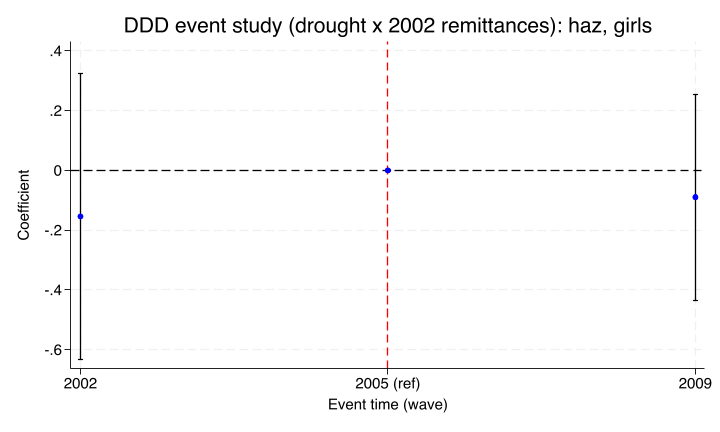 DDD event study (drought x 2002 remittances): haz, girls
.4
.2
0
-.2
-.4
-.6
Coefficient
2002
2005 (ref)
2009
Event time (wave)